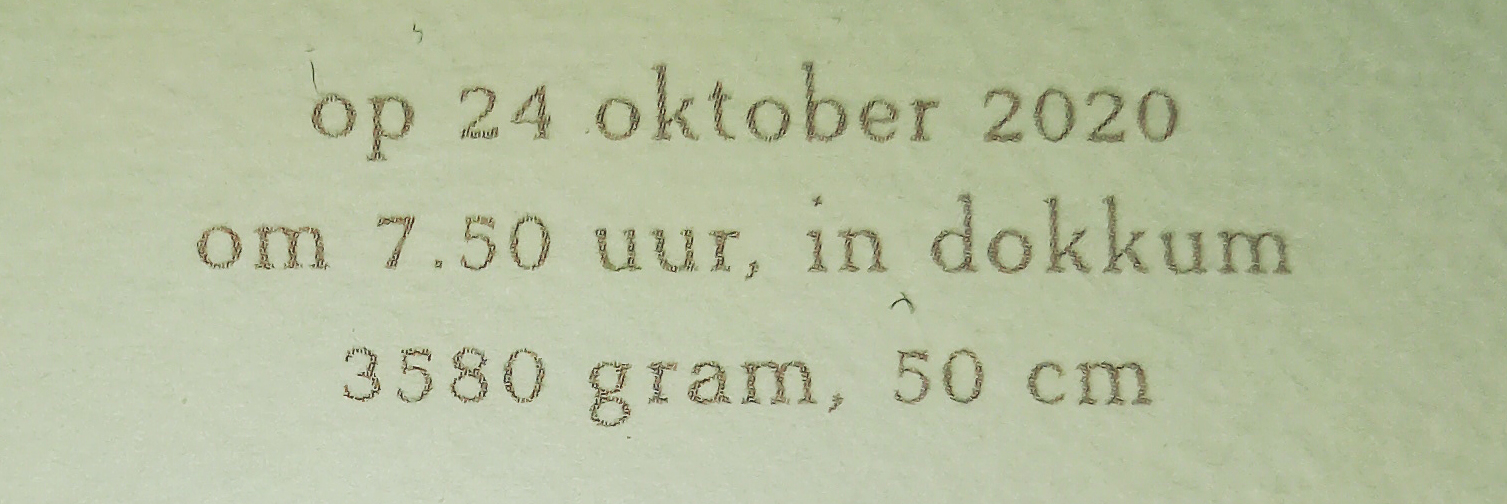 op 24 oktober 2020
om 7.50 uur, in dokkum
3580 gram, 50 cm